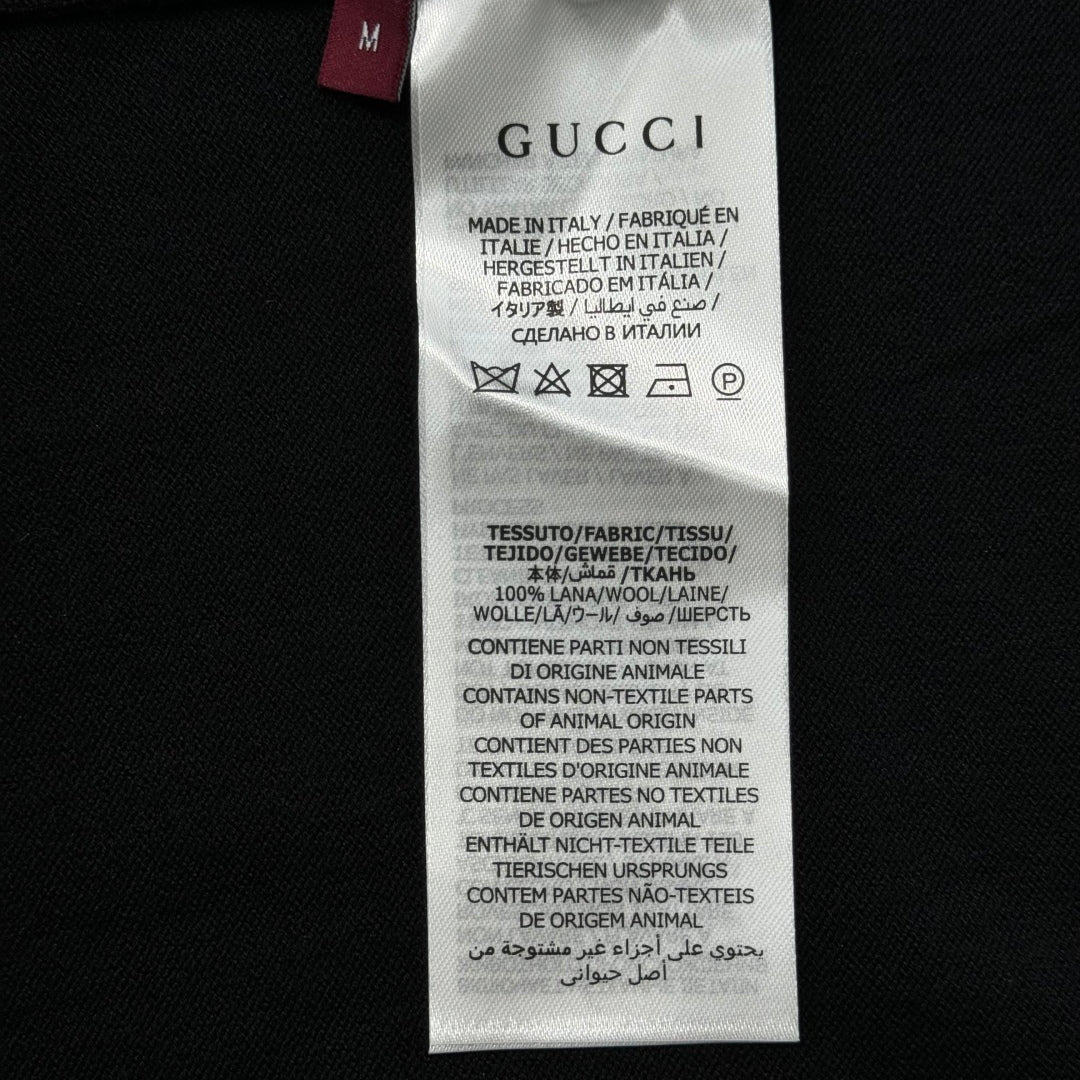 M
GUCCI
MADE IN ITALY / FABRIQUÉ EN
ITALIE / HECHO EN ITALIA /
HERGESTELLT IN ITALIEN /
FABRICADO EM ITÁLIA /
イタリア製 / صنع في ايطاليا /
СДЕЛАНО В ИТАЛИИ
P
TESSUTO/FABRIC/TISSU/
TEJIDO/GEWEBE/TECIDO/
本体/قماش /ТКАНЬ
100% LANA/WOOL/LAINE/
WOLLE/LÃ/ウール/ صوف /ШЕРСТЬ
CONTIENE PARTI NON TESSILI
DI ORIGINE ANIMALE
CONTAINS NON-TEXTILE PARTS
OF ANIMAL ORIGIN
CONTIENT DES PARTIES NON
TEXTILES D'ORIGINE ANIMALE
CONTIENE PARTES NO TEXTILES
DE ORIGEN ANIMAL
ENTHÄLT NICHT-TEXTILE TEILE
TIERISCHEN URSPRUNGS
CONTEM PARTES NÃO-TEXTEIS
DE ORIGEM ANIMAL
يحتوي على أجزاء غير مشتوجة من
أصل حيوانى